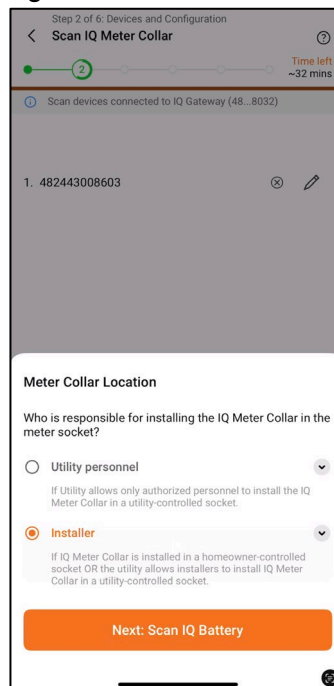 Step 2 of 6: Devices and Configuration
Scan IQ Meter Collar
2
Time left
~32 mins
Scan devices connected to IQ Gateway (48...8032)
1. 482443008603
Meter Collar Location
Who is responsible for installing the IQ Meter Collar in the
meter socket?
Utility personnel
If Utility allows only authorized personnel to install the IQ
Meter Collar in a utility-controlled socket.
Installer
If IQ Meter Collar is installed in a homeowner-controlled
socket OR the utility allows installers to install IQ Meter
Collar in a utility-controlled socket.
Next: Scan IQ Battery